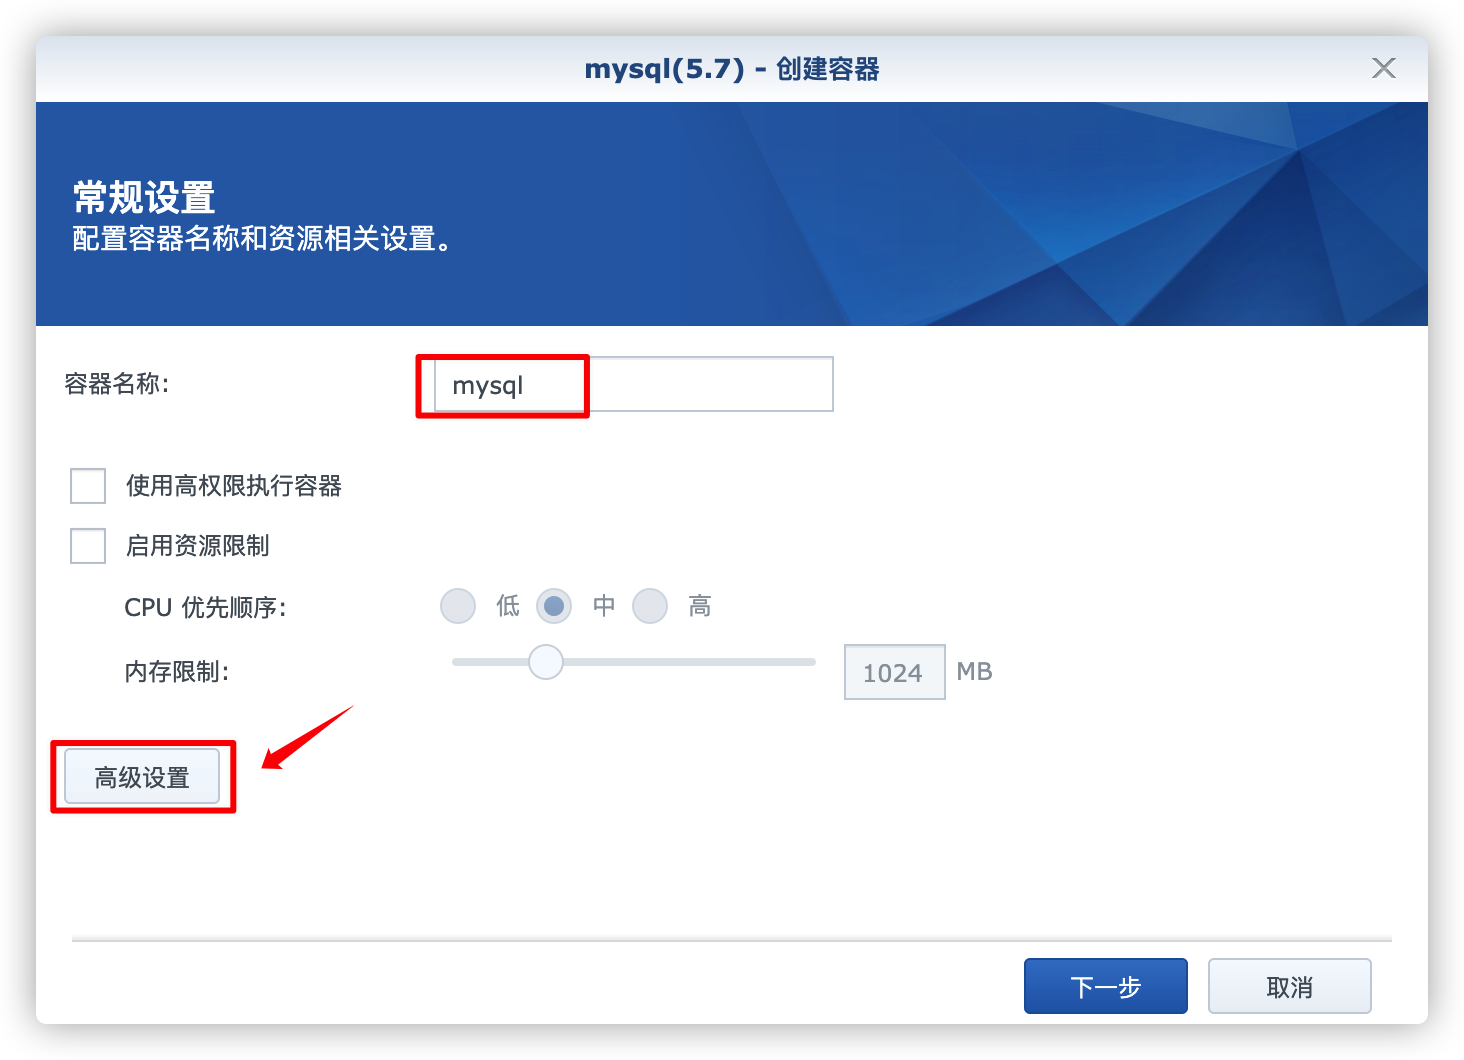 mysql(5.7) - 创建容器
常规设置
配置容器名称和资源相关设置。
容器名称: mysql
使用高权限执行容器
启用资源限制
CPU 优先顺序: 低 中 高
内存限制: 1024 MB
高级设置
下一步 取消